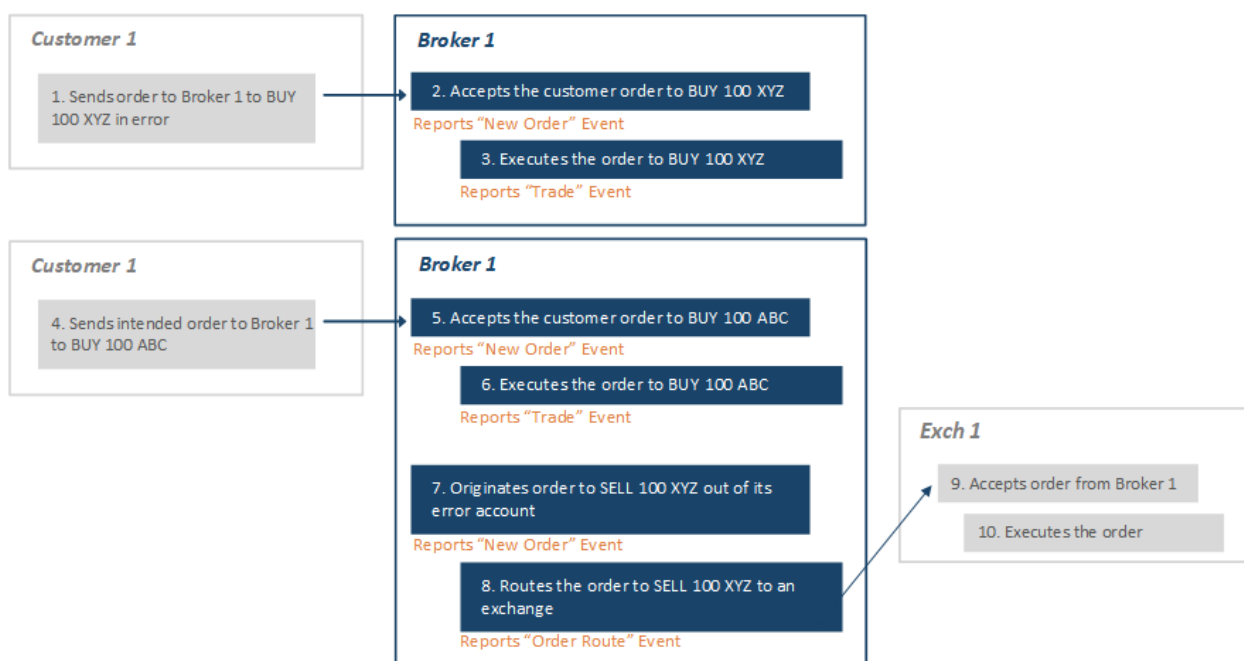 Customer 1
1. Sends order to Broker 1 to BUY
100 XYZ in error
Broker 1
2. Accepts the customer order to BUY 100 XYZ
Reports “New Order” Event
3. Executes the order to BUY 100 XYZ
Reports “Trade” Event
Customer 1
4. Sends intended order to Broker 1
to BUY 100 ABC
Broker 1
5. Accepts the customer order to BUY 100 ABC
Reports “New Order” Event
6. Executes the order to BUY 100 ABC
Reports “Trade” Event
7. Originates order to SELL 100 XYZ out of its
error account
Reports “New Order” Event
8. Routes the order to SELL 100 XYZ to an
exchange
Reports “Order Route” Event
Exch 1
9. Accepts order from Broker 1
10. Executes the order